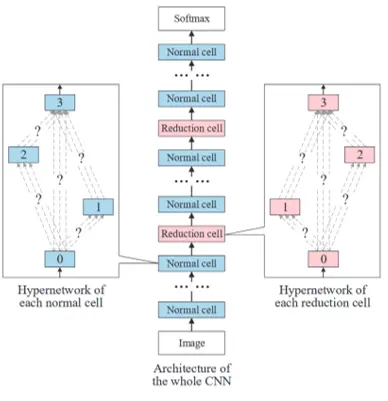 Softmax
Normal cell
... ...
Normal cell
Reduction cell
Normal cell
... ...
Normal cell
Reduction cell
Normal cell
... ...
Normal cell
Image
Architecture of
the whole CNN
3
?
2
?
?
?
1
?
0
Hypernetwork of
each normal cell
3
?
2
?
?
1
?
?
0
Hypernetwork of
each reduction cell